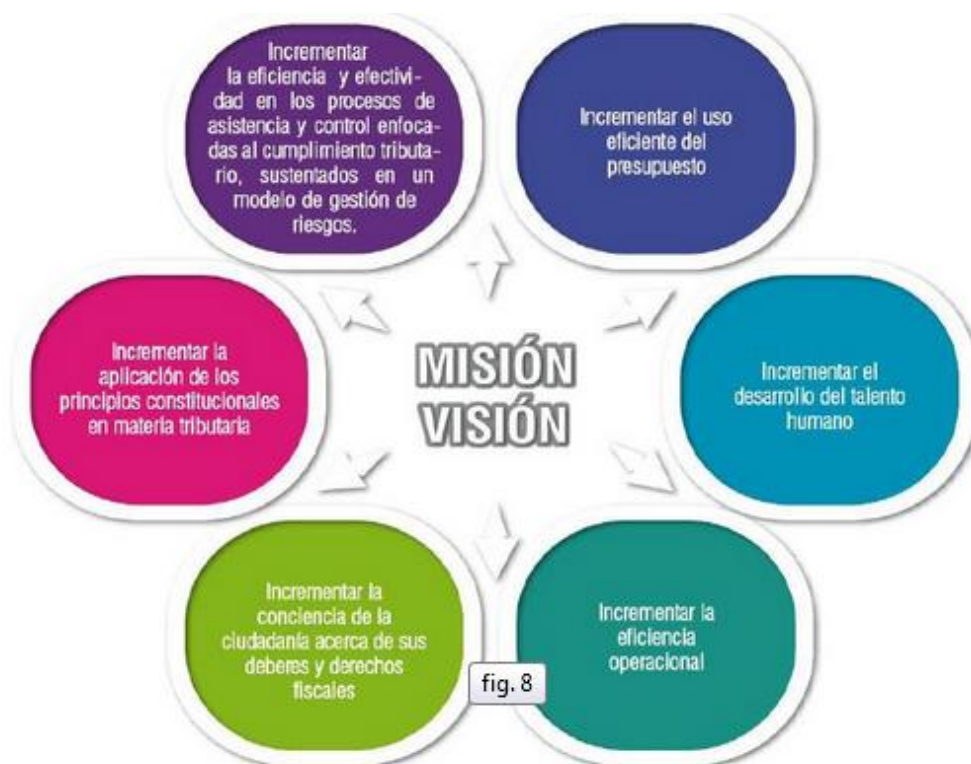 Incrementar
la eficiencia y efectivi-
dad en los procesos de
asistencia y control enfoca-
das al cumplimiento tributa-
rio, sustentados en un
modelo de gestión de
riesgos.
Incrementar el uso
eficiente del
presupuesto
Incrementar la
aplicación de los
principios constitucionales
en materia tributaria
MISIÓN
VISIÓN
Incrementar el
desarrollo del talento
humano
Incrementar la
conciencia de la
ciudadanía acerca de sus
deberes y derechos
fiscales
Incrementar la
eficiencia
operacional
fig. 8